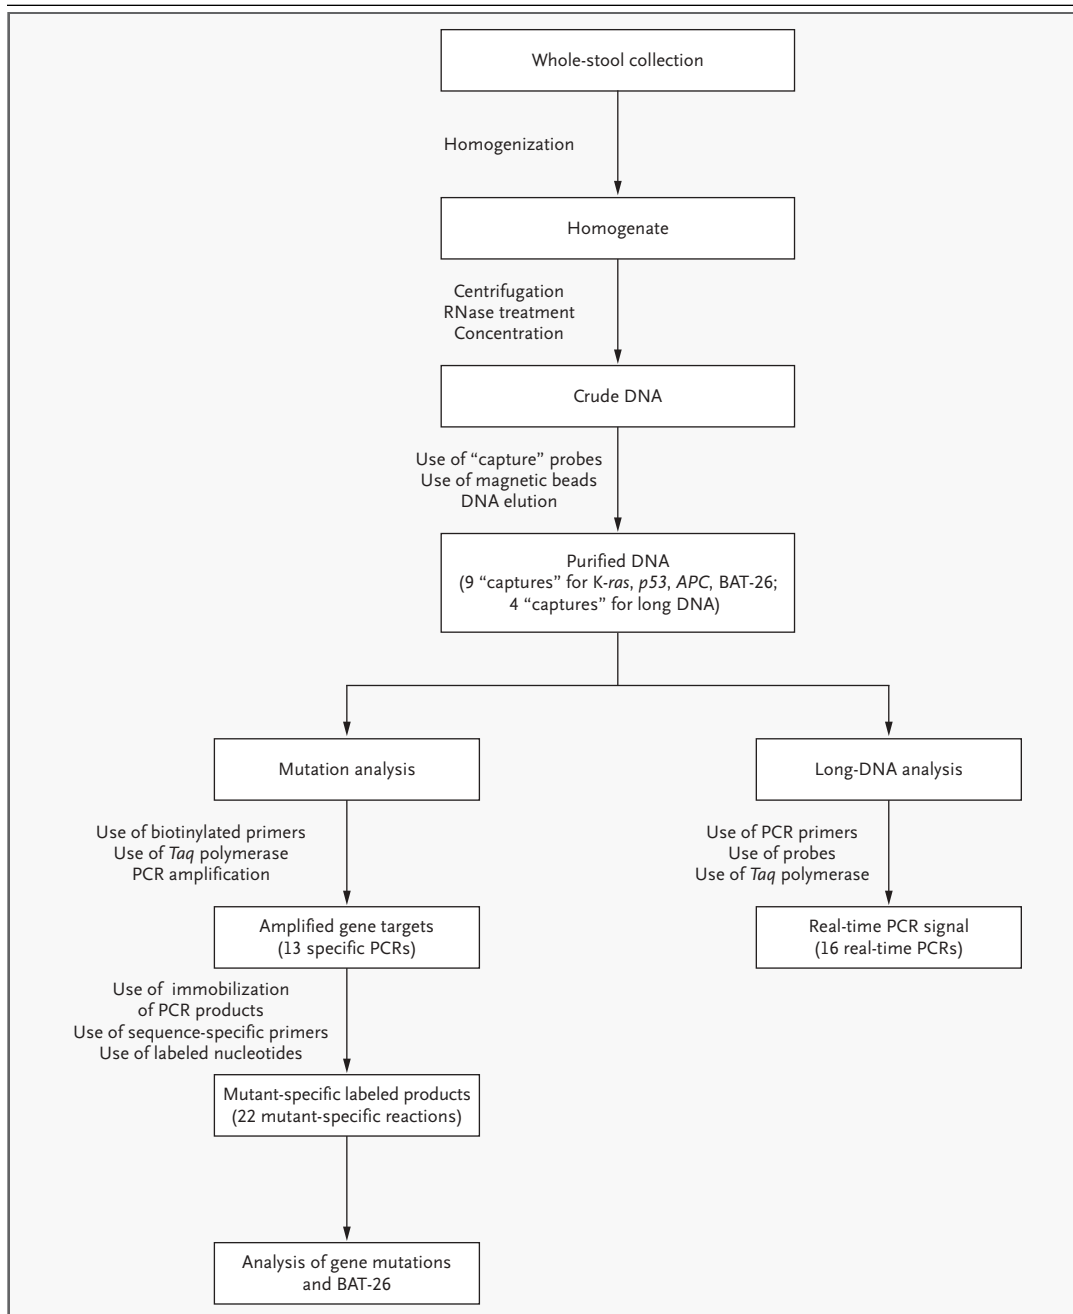 Whole-stool collection
Homogenization
Homogenate
Centrifugation
RNase treatment
Concentration
Crude DNA
Use of “capture” probes
Use of magnetic beads
DNA elution
Purified DNA
(9 “captures” for K-ras, p53, APC, BAT-26;
4 “captures” for long DNA)
Mutation analysis
Use of biotinylated primers
Use of Taq polymerase
PCR amplification
Amplified gene targets
(13 specific PCRs)
Use of immobilization
of PCR products
Use of sequence-specific primers
Use of labeled nucleotides
Mutant-specific labeled products
(22 mutant-specific reactions)
Analysis of gene mutations
and BAT-26
Long-DNA analysis
Use of PCR primers
Use of probes
Use of Taq polymerase
Real-time PCR signal
(16 real-time PCRs)